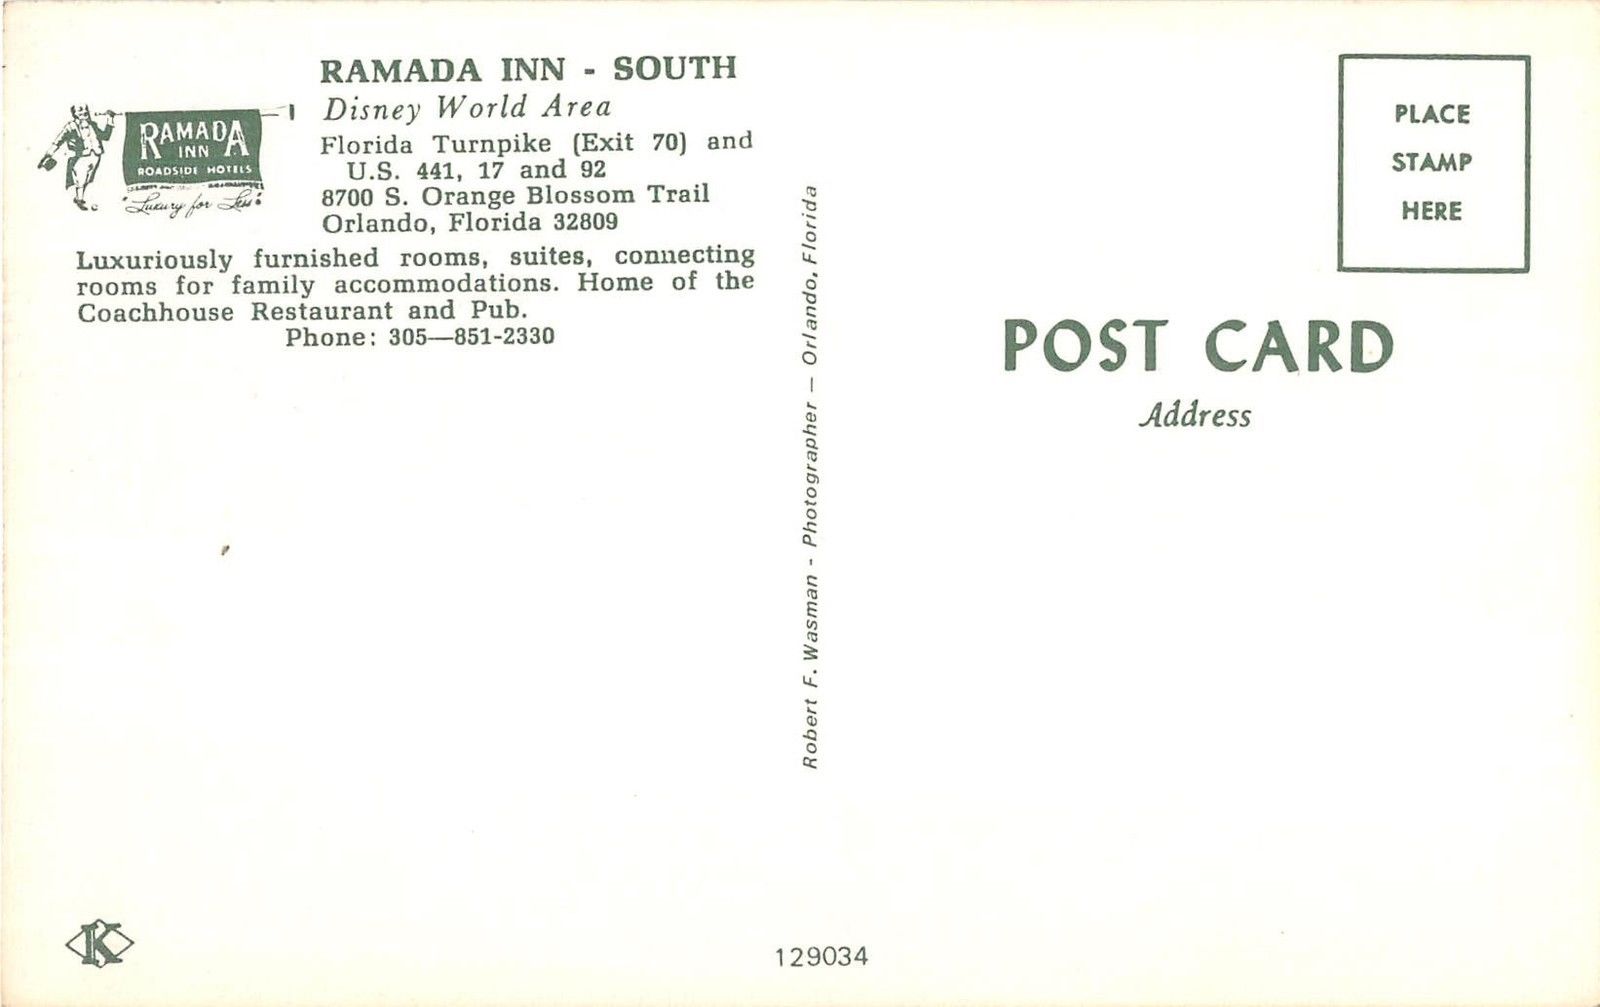 RAMADA INN - SOUTH
Disney World Area
Florida Turnpike (Exit 70) and
U.S. 441, 17 and 92
8700 S. Orange Blossom Trail
Orlando, Florida 32809
RAMADA
INN
ROADSIDE HOTELS
"Luxury for Less"
Luxuriously furnished rooms, suites, connecting
rooms for family accommodations. Home of the
Coachhouse Restaurant and Pub.
Phone: 305—851-2330
Robert F. Wasman - Photographer — Orlando, Florida
PLACE
STAMP
HERE
POST CARD
Address
K
129034